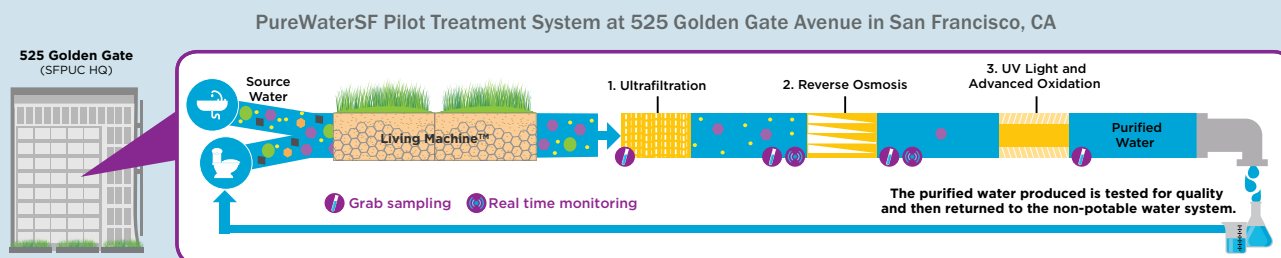 PureWaterSF Pilot Treatment System at 525 Golden Gate Avenue in San Francisco, CA
525 Golden Gate
(SFPUC HQ)
Source
Water
Living Machine™
1. Ultrafiltration
2. Reverse Osmosis
3. UV Light and
Advanced Oxidation
Purified
Water
Grab sampling
Real time monitoring
The purified water produced is tested for quality
and then returned to the non-potable water system.